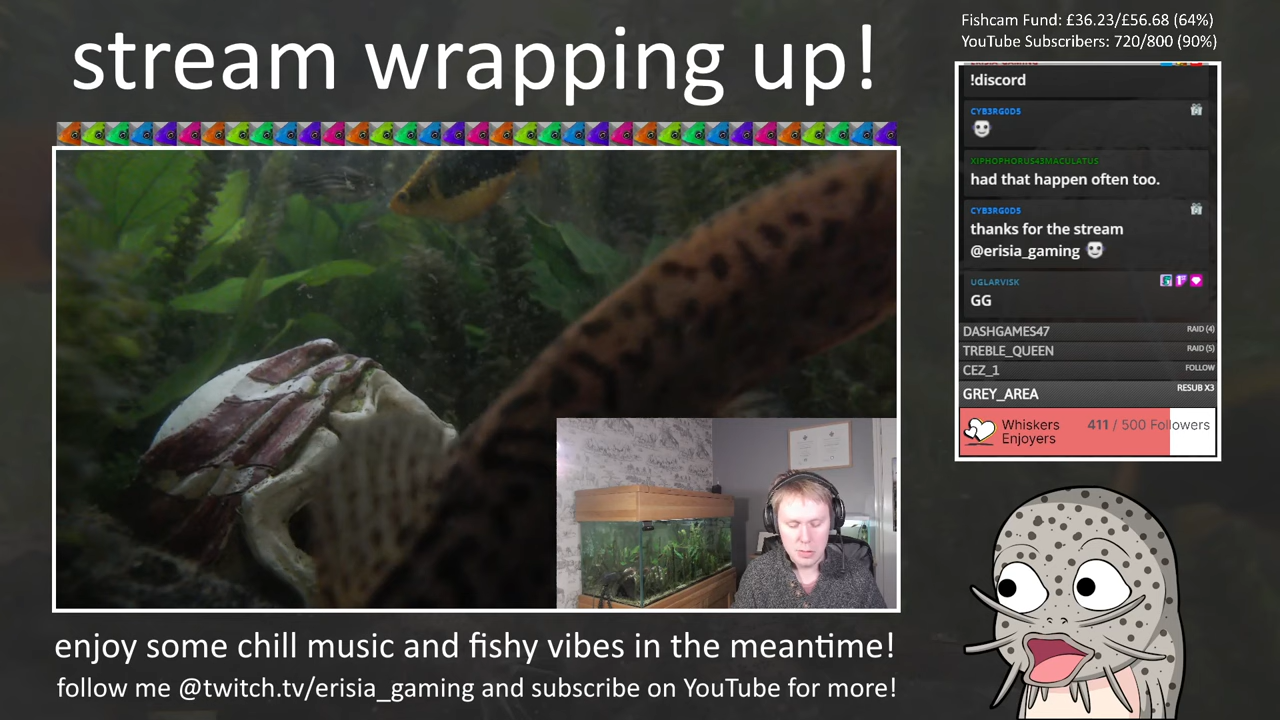 stream wrapping up!
Fishcam Fund: £36.23/£56.68 (64%)
YouTube Subscribers: 720/800 (90%)
!discord
CYB3RG0D5
XIPHOPHORUS43MACULATUS
had that happen often too.
CYB3RG0D5
thanks for the stream
@erisia_gaming
UGLARVISK
GG
DASHGAMES47 RAID (4)
TREBLE_QUEEN RAID (5)
CEZ_1 FOLLOW
GREY_AREA RESUB X3
Whiskers
Enjoyers
411 / 500 Followers
enjoy some chill music and fishy vibes in the meantime!
follow me @twitch.tv/erisia_gaming and subscribe on YouTube for more!